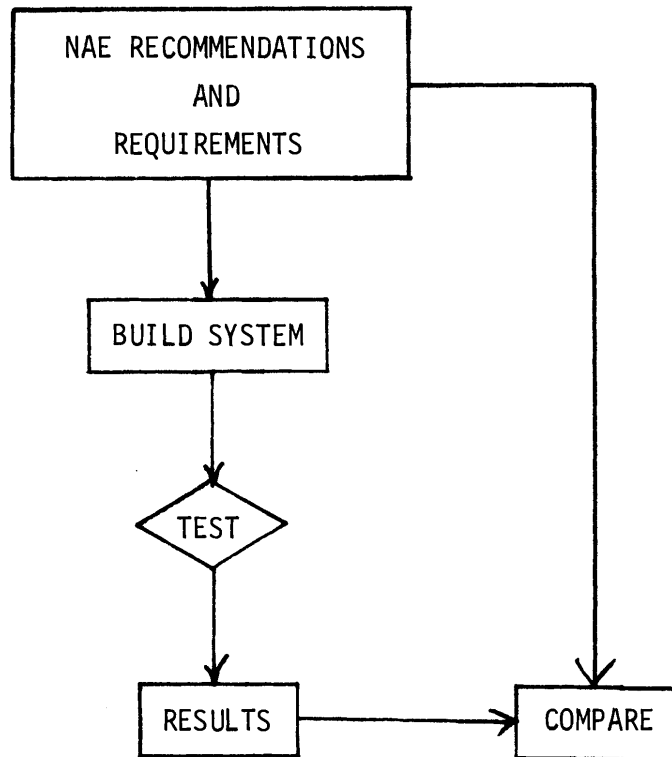 NAE RECOMMENDATIONS
AND
REQUIREMENTS
BUILD SYSTEM
TEST
RESULTS
COMPARE